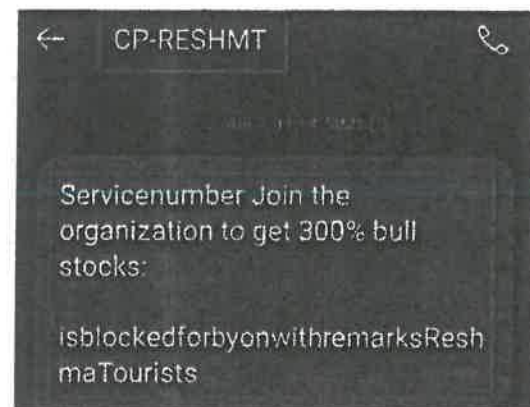 CP-RESHMT
Servicenumber Join the
organization to get 300% bull
stocks:
isblockedforbyonwithremarksResh
maTourists